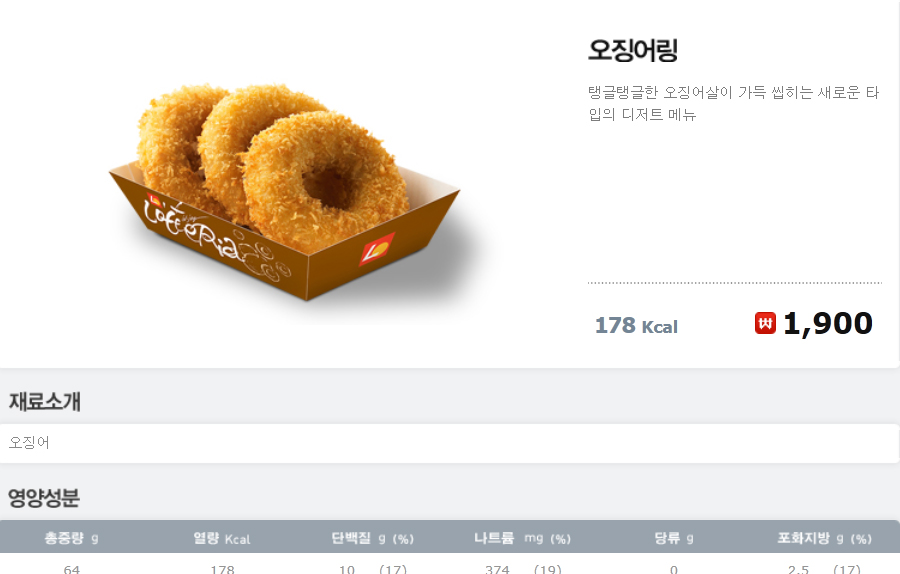 오징어링
탱글탱글한 오징어살이 가득 씹히는 새로운 타
입의 디저트 메뉴
Lotteria
178 Kcal
₩ 1,900
재료소개
오징어
영양성분
총중량 g 열량 Kcal 단백질 g (%) 나트륨 mg (%) 당류 g 포화지방 g (%)
64 178 10 (17) 374 (19) 0 2.5 (17)